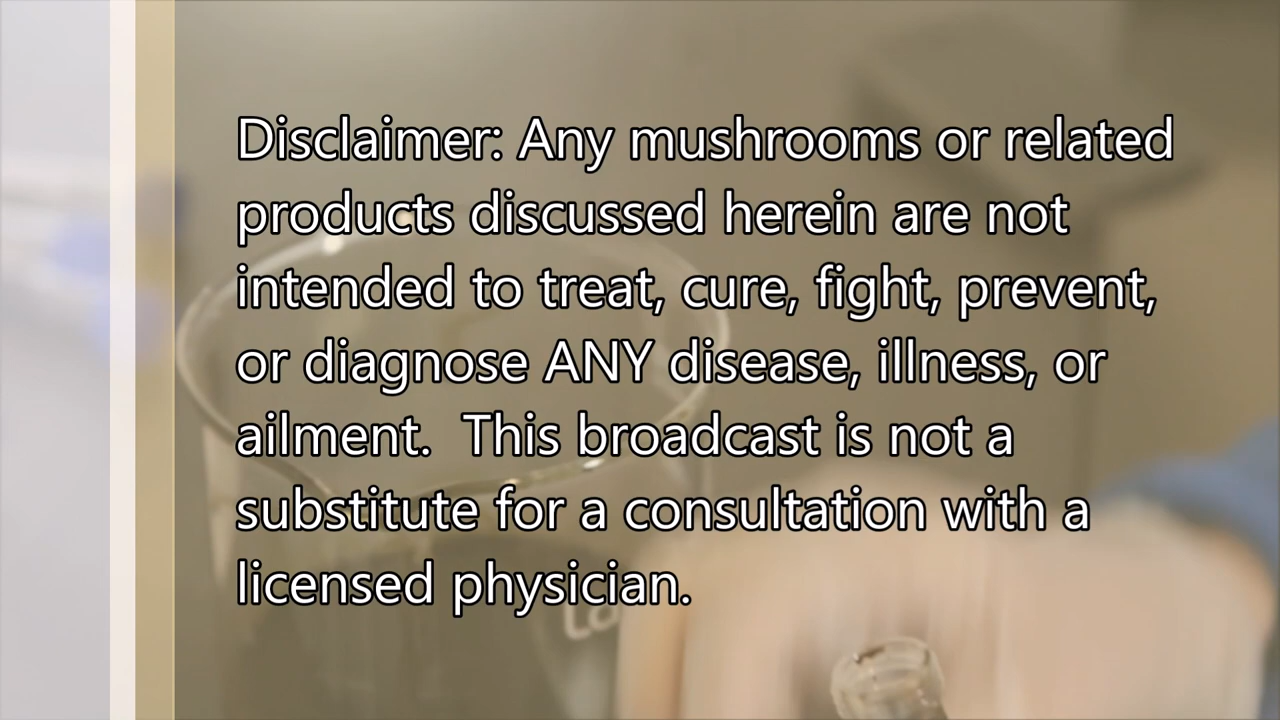 Disclaimer: Any mushrooms or related
products discussed herein are not
intended to treat, cure, fight, prevent,
or diagnose ANY disease, illness, or
ailment.  This broadcast is not a
substitute for a consultation with a
licensed physician.